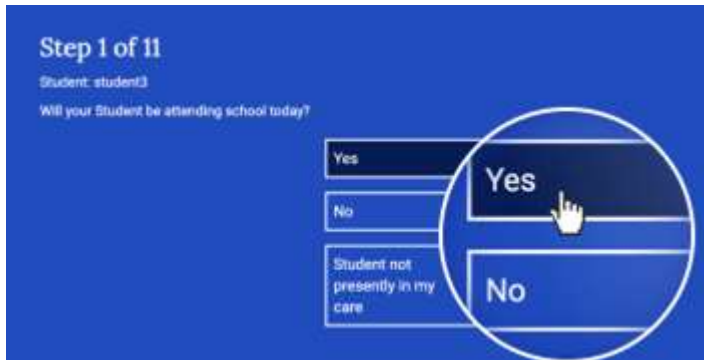 Step 1 of 11
Student: student3
Will your Student be attending school today?
Yes
No
Student not
presently in my
care
Yes
No